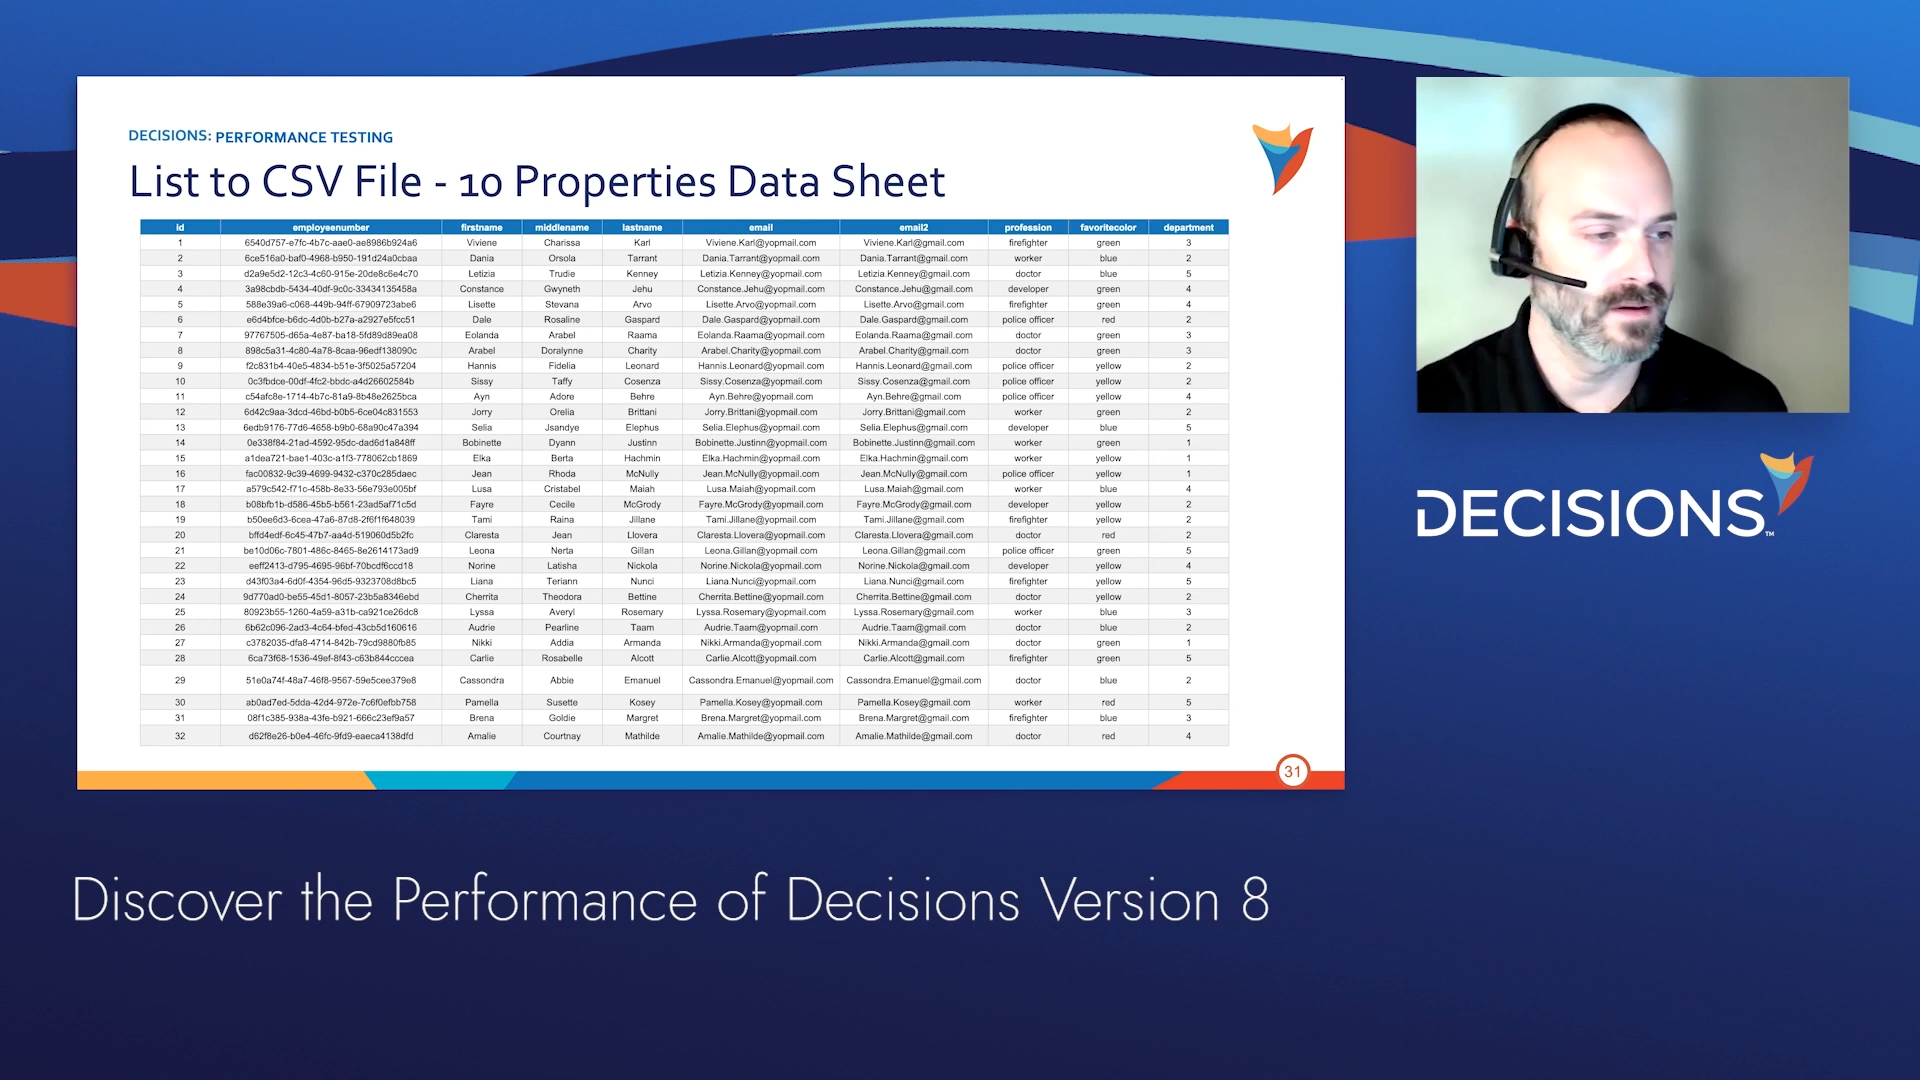 DECISIONS: PERFORMANCE TESTING
List to CSV File - 10 Properties Data Sheet
id employeenumber firstname middlename lastname email email2 profession favoritecolor department
1 6540d757-e7fc-4b7c-aae0-ae8986b924a6 Viviene Charissa Karl Viviene.Karl@yopmail.com Viviene.Karl@gmail.com firefighter green 3
2 6ce516a0-baf0-4968-b950-191d24a0cbaa Dania Orsola Tarrant Dania.Tarrant@yopmail.com Dania.Tarrant@gmail.com worker blue 2
3 d2a9e5d2-12c3-4c60-915e-20de8c6e4c70 Letizia Trudie Kenney Letizia.Kenney@yopmail.com Letizia.Kenney@gmail.com doctor blue 5
4 3a98cbdb-5434-40df-9c0c-33434135458a Constance Gwyneth Jehu Constance.Jehu@yopmail.com Constance.Jehu@gmail.com developer green 4
5 588e39a6-c068-449b-94ff-67909723abe6 Lisette Stevana Arvo Lisette.Arvo@yopmail.com Lisette.Arvo@gmail.com firefighter green 4
6 e6d4bfce-b6dc-4d0b-b27a-a2927e5fcc51 Dale Rosaline Gaspard Dale.Gaspard@yopmail.com Dale.Gaspard@gmail.com police officer red 2
7 97767505-d65a-4e87-ba18-5fd89d89ea08 Eolanda Arabel Raama Eolanda.Raama@yopmail.com Eolanda.Raama@gmail.com doctor green 3
8 898c5a31-4c80-4a78-8caa-96edf138090c Arabel Doralynne Charity Arabel.Charity@yopmail.com Arabel.Charity@gmail.com doctor green 3
9 f2c831b4-40e5-4834-b51e-3f5025a57204 Hannis Fidelia Leonard Hannis.Leonard@yopmail.com Hannis.Leonard@gmail.com police officer yellow 2
10 0c3fbdce-00df-4fc2-bbdc-a4d26602584b Sissy Taffy Cosenza Sissy.Cosenza@yopmail.com Sissy.Cosenza@gmail.com police officer yellow 2
11 c54afc8e-1714-4b7c-81a9-8b48e2625bca Ayn Adore Behre Ayn.Behre@yopmail.com Ayn.Behre@gmail.com police officer yellow 4
12 6d42c9aa-3dcd-46bd-b0b5-6ce04c831553 Jorry Orelia Brittani Jorry.Brittani@yopmail.com Jorry.Brittani@gmail.com worker green 2
13 6edb9176-77d6-4658-b9b0-68a90c47a394 Selia Jsandye Elephus Selia.Elephus@yopmail.com Selia.Elephus@gmail.com developer blue 5
14 0e338f84-21ad-4592-95dc-dad6d1a848ff Bobinette Dyann Justinn Bobinette.Justinn@yopmail.com Bobinette.Justinn@gmail.com worker green 1
15 a1dea721-bae1-403c-a1f3-778062cb1869 Elka Berta Hachmin Elka.Hachmin@yopmail.com Elka.Hachmin@gmail.com worker yellow 1
16 fac00832-9c39-4699-9432-c370c285daec Jean Rhoda McNully Jean.McNully@yopmail.com Jean.McNully@gmail.com police officer yellow 1
17 a579c542-f71c-458b-8e33-56e793e005bf Lusa Cristabel Maiah Lusa.Maiah@yopmail.com Lusa.Maiah@gmail.com worker blue 4
18 b08bfb1b-d586-45b5-b561-23ad5af71c5d Fayre Cecile McGrody Fayre.McGrody@yopmail.com Fayre.McGrody@gmail.com developer yellow 2
19 b50ee6d3-6cea-47a6-87d8-2f6f1f648039 Tami Raina Jillane Tami.Jillane@yopmail.com Tami.Jillane@gmail.com firefighter yellow 2
20 bffd4edf-6c45-47b7-aa4d-519060d5b2fc Claresta Jean Llovera Claresta.Llovera@yopmail.com Claresta.Llovera@gmail.com doctor red 2
21 be10d06c-7801-486c-8465-8e2614173ad9 Leona Nerta Gillan Leona.Gillan@yopmail.com Leona.Gillan@gmail.com police officer green 5
22 eeff2413-d795-4695-96bf-70bcdf6ccd18 Norine Latisha Nickola Norine.Nickola@yopmail.com Norine.Nickola@gmail.com developer yellow 4
23 d43f03a4-6d0f-4354-96d5-9323708d8bc5 Liana Teriann Nunci Liana.Nunci@yopmail.com Liana.Nunci@gmail.com firefighter yellow 5
24 9d770ad0-be55-45d1-8057-23b5a8346ebd Cherrita Theodora Bettine Cherrita.Bettine@yopmail.com Cherrita.Bettine@gmail.com doctor yellow 2
25 80923b55-1260-4a59-a31b-ca921ce26dc8 Lyssa Averyl Rosemary Lyssa.Rosemary@yopmail.com Lyssa.Rosemary@gmail.com worker blue 3
26 6b62c096-2ad3-4c64-bfed-43cb5d160616 Audrie Pearline Taam Audrie.Taam@yopmail.com Audrie.Taam@gmail.com doctor blue 2
27 c3782035-dfa8-4714-842b-79cd9880fb85 Nikki Addia Armanda Nikki.Armanda@yopmail.com Nikki.Armanda@gmail.com doctor green 1
28 6ca73f68-1536-49ef-8f43-c63b844cccea Carlie Rosabelle Alcott Carlie.Alcott@yopmail.com Carlie.Alcott@gmail.com firefighter green 5
29 51e0a74f-48a7-46f8-9567-59e5cee379e8 Cassondra Abbie Emanuel Cassondra.Emanuel@yopmail.com Cassondra.Emanuel@gmail.com doctor blue 2
30 ab0ad7ed-5dda-42d4-972e-7c6f0efbb758 Pamella Susette Kosey Pamella.Kosey@yopmail.com Pamella.Kosey@gmail.com worker red 5
31 08f1c385-938a-43fe-b921-666c23ef9a57 Brena Goldie Margret Brena.Margret@yopmail.com Brena.Margret@gmail.com firefighter blue 3
32 d62f8e26-b0e4-46fc-9fd9-eaeca4138dfd Amalie Courtnay Mathilde Amalie.Mathilde@yopmail.com Amalie.Mathilde@gmail.com doctor red 4
31
DECISIONS™
Discover the Performance of Decisions Version 8